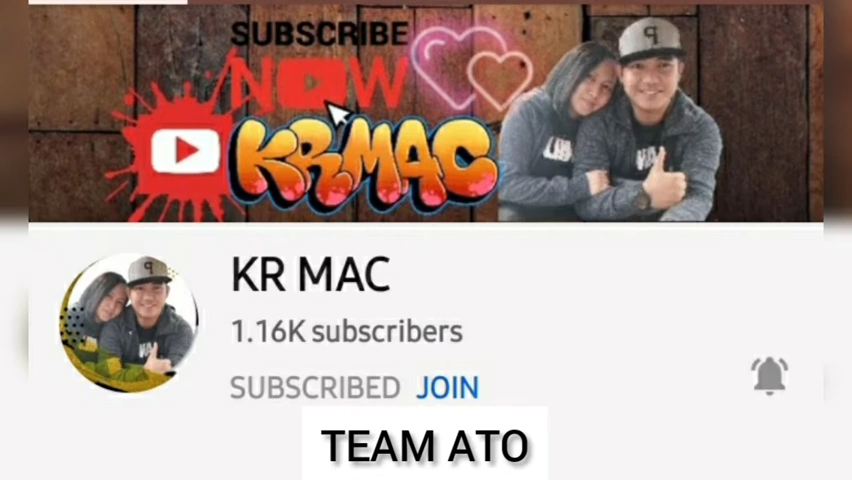 SUBSCRIBE
NOW
KRMAC
KR MAC
1.16K subscribers
SUBSCRIBED JOIN
TEAM ATO